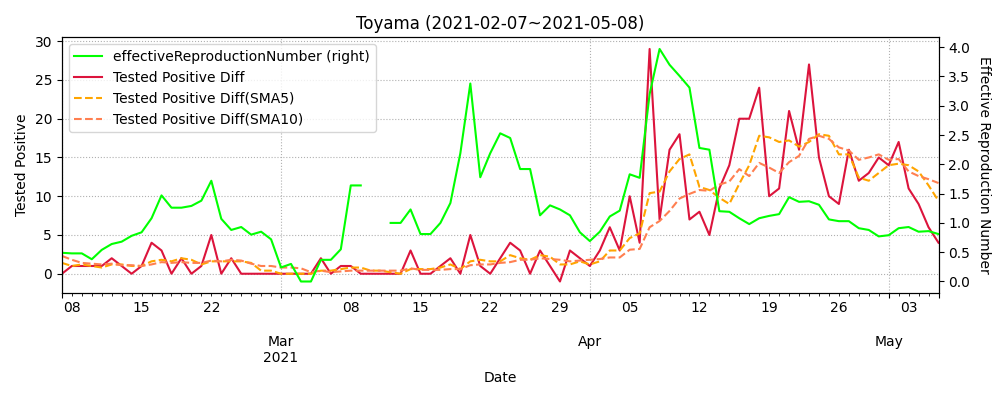 Toyama (2021-02-07~2021-05-08)
effectiveReproductionNumber (right)
Tested Positive Diff
Tested Positive Diff(SMA5)
Tested Positive Diff(SMA10)
Tested Positive
30
25
20
15
10
5
0
4.0
3.5
3.0
2.5
2.0
1.5
1.0
0.5
0.0
Effective Reproduction Number
08 15 22 08 15 22 29 05 12 19 26 03
Mar Apr May
2021
Date